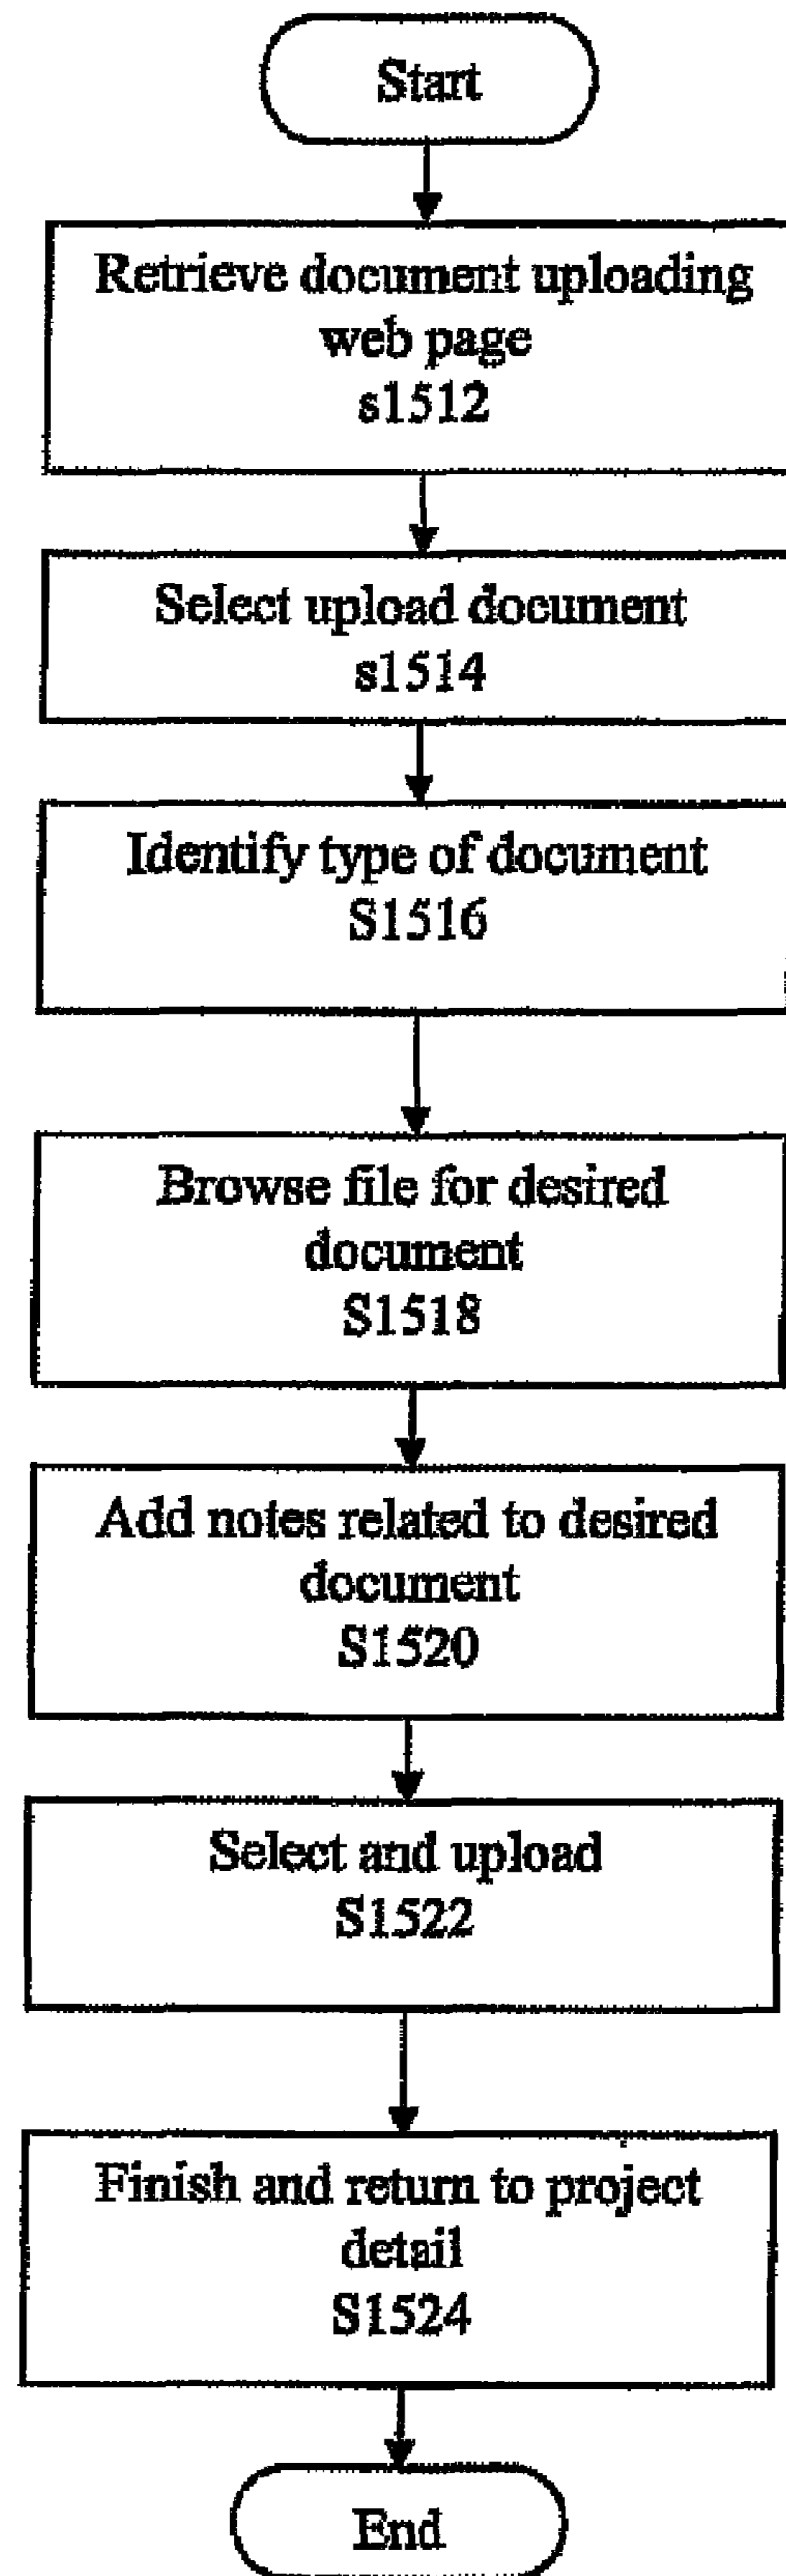 Start
Retrieve document uploading
web page
s1512
Select upload document
s1514
Identify type of document
S1516
Browse file for desired
document
S1518
Add notes related to desired
document
S1520
Select and upload
S1522
Finish and return to project
detail
S1524
End